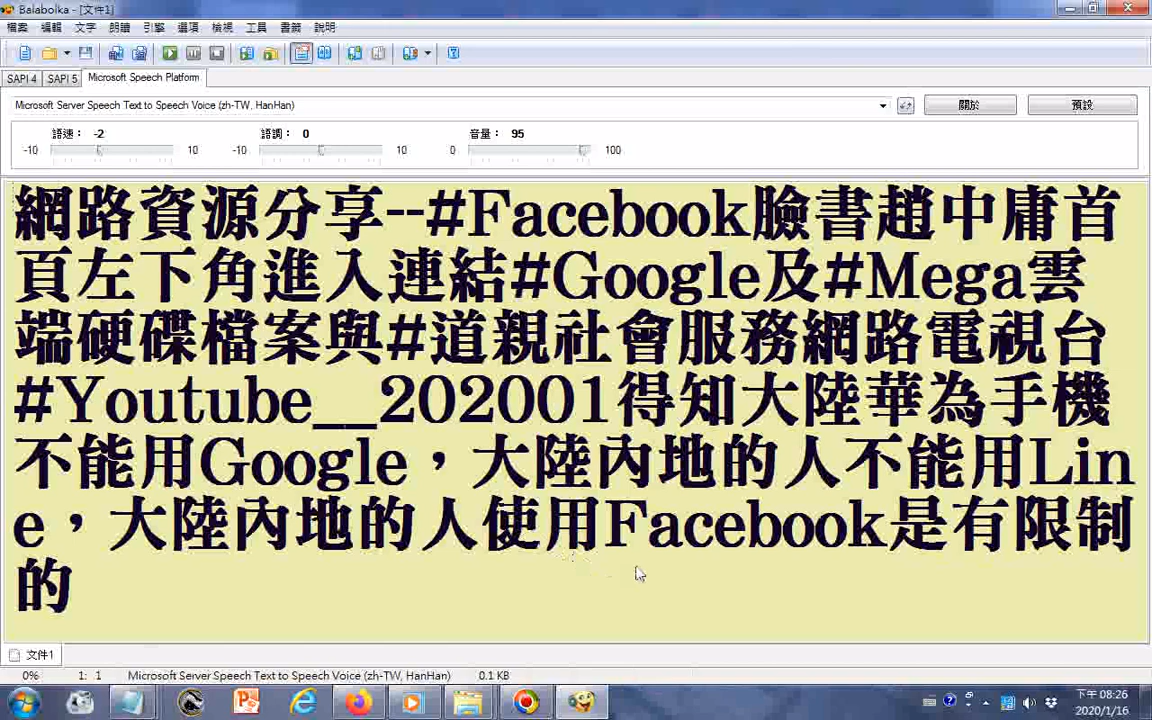 Balabolka - [文件1]
檔案 編輯 文字 朗讀 引擎 選項 檢視 工具 書籤 說明
SAPI 4 SAPI 5 Microsoft Speech Platform
Microsoft Server Speech Text to Speech Voice (zh-TW, HanHan) 關於 預設
語速： -2 語調： 0 音量： 95
-10 10 -10 10 0 100
網路資源分享--#Facebook臉書趙中庸首
頁左下角進入連結#Google及#Mega雲
端硬碟檔案與#道親社會服務網路電視台
#Youtube__202001得知大陸華為手機
不能用Google，大陸內地的人不能用Lin
e，大陸內地的人使用Facebook是有限制
的
文件1
0% 1: 1 Microsoft Server Speech Text to Speech Voice (zh-TW, HanHan) 0.1 KB
下午 08:26
2020/1/16